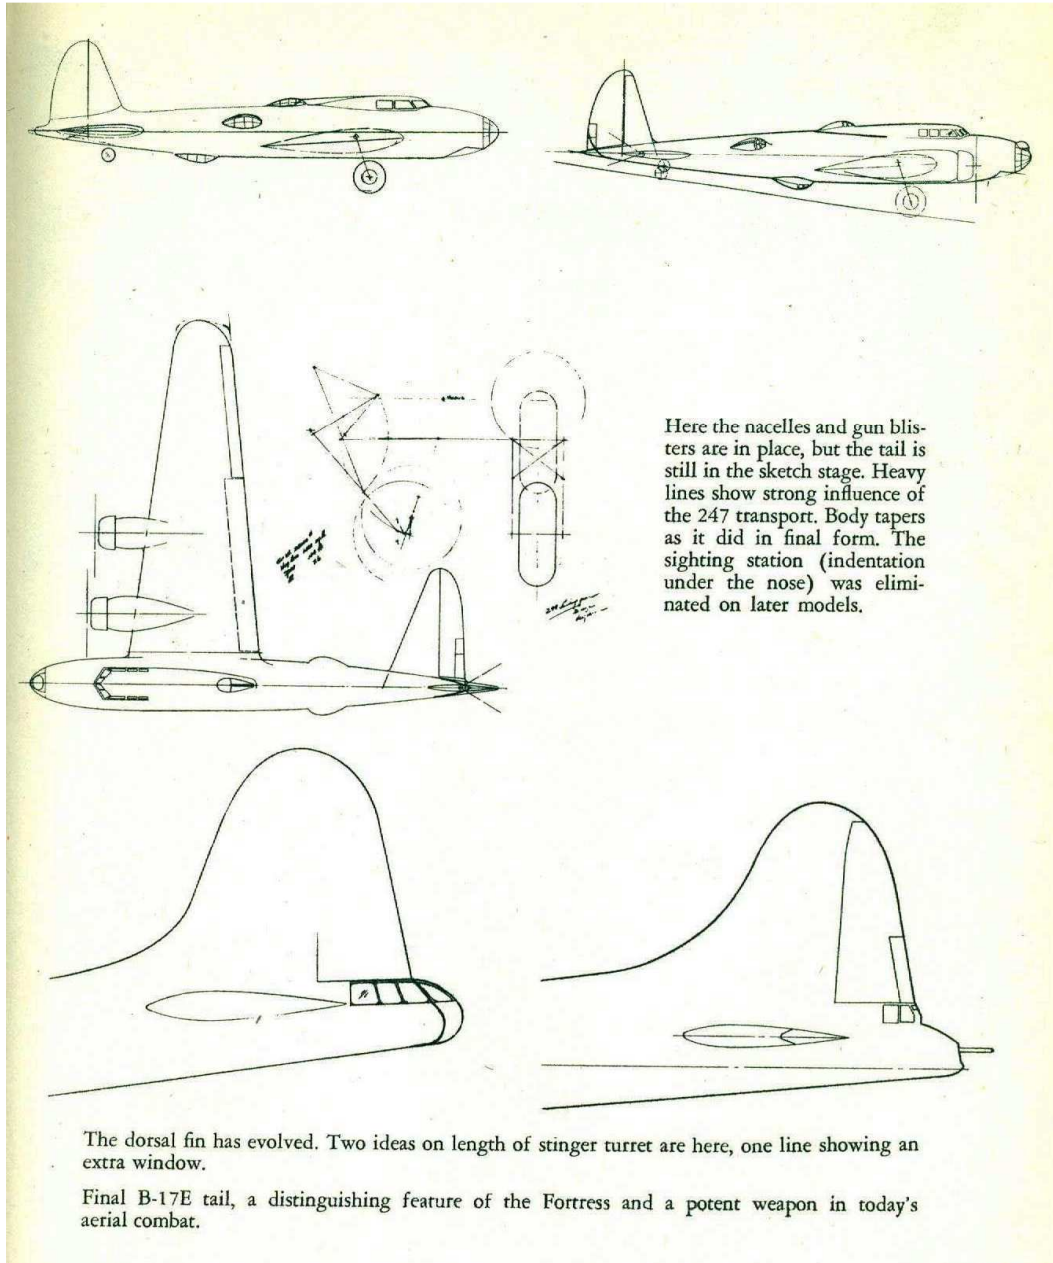 Here the nacelles and gun blis-
ters are in place, but the tail is
still in the sketch stage. Heavy
lines show strong influence of
the 247 transport. Body tapers
as it did in final form. The
sighting station (indentation
under the nose) was elimi-
nated on later models.
The dorsal fin has evolved. Two ideas on length of stinger turret are here, one line showing an
extra window.
Final B-17E tail, a distinguishing feature of the Fortress and a potent weapon in today's
aerial combat.